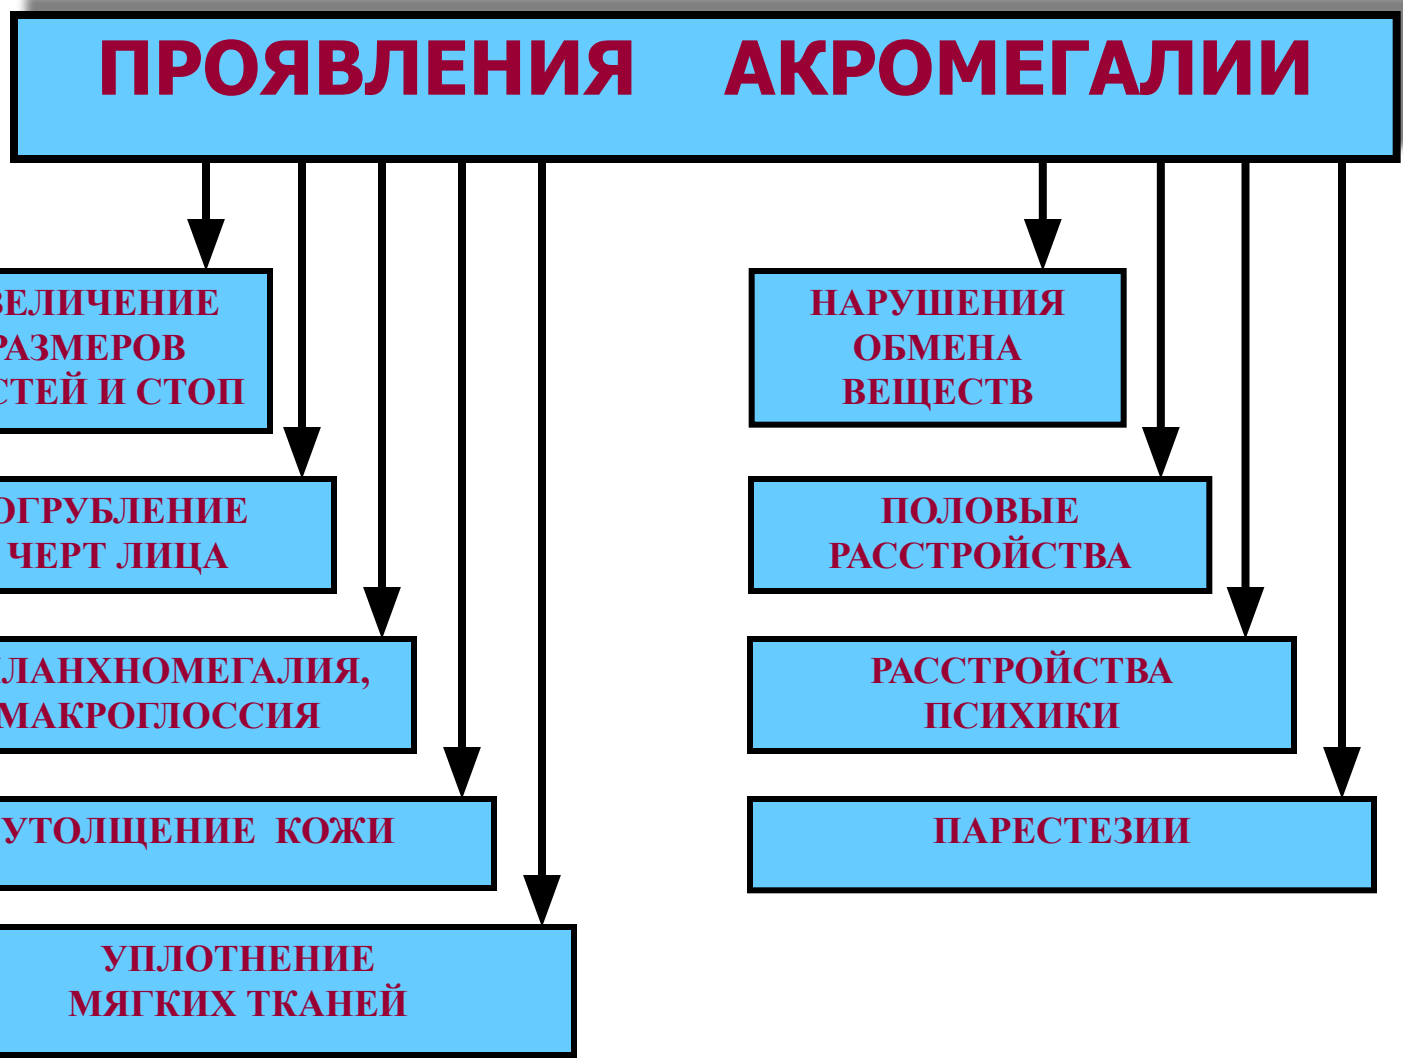 ПРОЯВЛЕНИЯ АКРОМЕГАЛИИ
ВЕЛИЧЕНИЕ
РАЗМЕРОВ
СТЕЙ И СТОП
ОГРУБЛЕНИЕ
ЧЕРТ ЛИЦА
ЛАНХНОМЕГАЛИЯ,
МАКРОГЛОССИЯ
УТОЛЩЕНИЕ КОЖИ
УПЛОТНЕНИЕ
МЯГКИХ ТКАНЕЙ
НАРУШЕНИЯ
ОБМЕНА
ВЕЩЕСТВ
ПОЛОВЫЕ
РАССТРОЙСТВА
РАССТРОЙСТВА
ПСИХИКИ
ПАРЕСТЕЗИИ